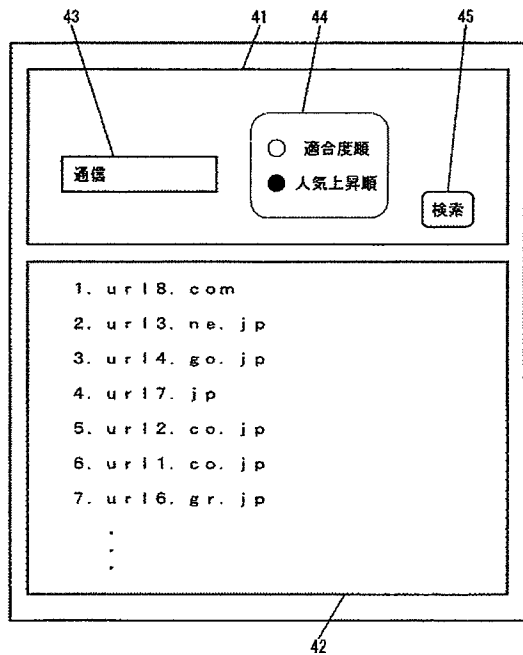 43 41 44 45
適合度順
通信
人気上昇順
検索
1. url8. com
2. url3. ne. jp
3. url4. go. jp
4. url7. jp
5. url2. co. jp
6. url1. co. jp
7. url6. gr. jp
42